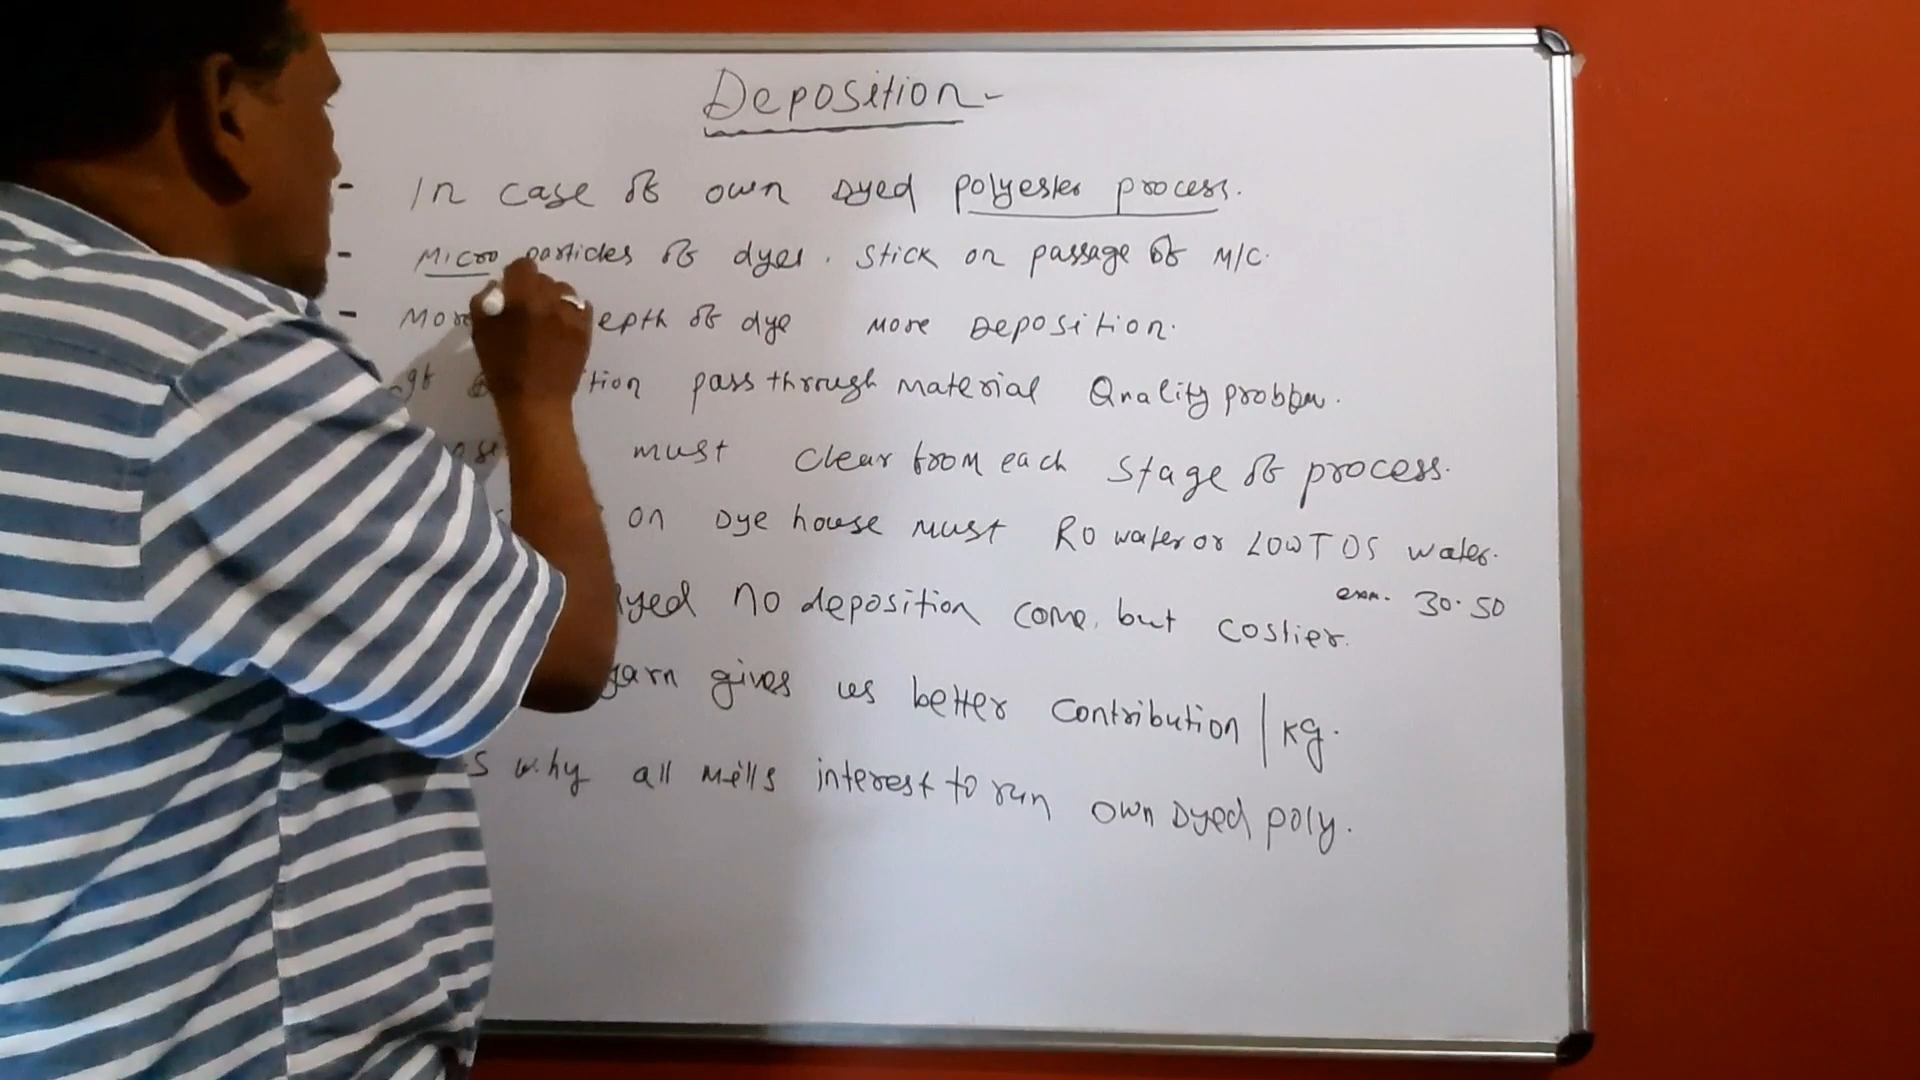 Deposition-
- In case of own Dyed polyester process.
- Micro particles of dyes. Stick on passage of M/C.
- More depth of dye More Deposition.
pass through Material Quality problem.
must clear from each Stage of process.
on Dye house must RO water or LOW TDS water.
exm. 30.50
Dyed no deposition come, but costlier.
yarn gives us better contribution | kg.
why all mills interest to run own Dyed poly.